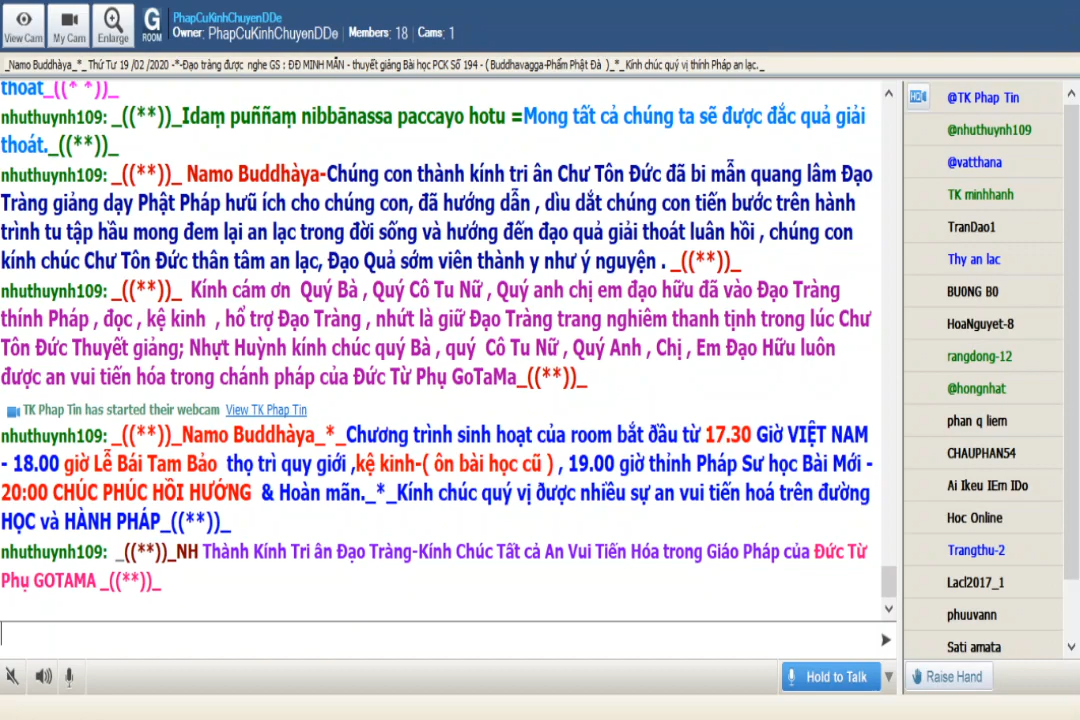 PhapCuKinhChuyenDDe
Owner: PhapCuKinhChuyenDDe Members: 18 Cams: 1
View Cam My Cam Enlarge G ROOM
_Namo Buddhàya_*_ Thứ Tư 19 /02 /2020 -*-Đạo tràng được nghe GS : ĐĐ MINH MẪN - thuyết giảng Bài học PCK Số 194 - ( Buddhavagga-Phẩm Phật Đà )_*_Kính chúc quý vị thính Pháp an lạc._
thoát_((* *))_
nhuthuynh109: _((**))_Idaṃ puññaṃ nibbānassa paccayo hotu =Mong tất cả chúng ta sẽ được đắc quả giải
thoát._((**))_
nhuthuynh109: _((**))_ Namo Buddhàya-Chúng con thành kính tri ân Chư Tôn Đức đã bi mẫn quang lâm Đạo
Tràng giảng dạy Phật Pháp hưũ ích cho chúng con, đã hướng dẫn , dìu dắt chúng con tiến bước trên hành
trình tu tập hầu mong đem lại an lạc trong đời sống và hướng đến đạo quả giải thoát luân hồi , chúng con
kính chúc Chư Tôn Đức thân tâm an lạc, Đạo Quả sớm viên thành y như ý nguyện . _((**))_
nhuthuynh109: _((**))_ Kính cám ơn Quý Bà , Quý Cô Tu Nữ , Quý anh chị em đạo hữu đã vào Đạo Tràng
thính Pháp , đọc , kệ kinh , hổ trợ Đạo Tràng , nhứt là giữ Đạo Tràng trang nghiêm thanh tịnh trong lúc Chư
Tôn Đức Thuyết giảng; Nhựt Huỳnh kính chúc quý Bà , quý Cô Tu Nữ , Quý Anh , Chị , Em Đạo Hữu luôn
được an vui tiến hóa trong chánh pháp của Đức Từ Phụ GoTaMa_((**))_
TK Phap Tin has started their webcam View TK Phap Tin
nhuthuynh109: _((**))_Namo Buddhàya_*_Chương trình sinh hoạt của room bắt ðầu từ 17.30 Giờ VIỆT NAM
- 18.00 giờ Lễ Bái Tam Bảo thọ trì quy giới ,kệ kinh-( ôn bài học cũ ) , 19.00 giờ thỉnh Pháp Sư học Bài Mới -
20:00 CHÚC PHÚC HỒI HƯỚNG & Hoàn mãn._*_Kính chúc quý vị ðược nhiều sự an vui tiến hoá trên đường
HỌC và HÀNH PHÁP_((**))_
nhuthuynh109: _((**))_NH Thành Kính Tri ân Đạo Tràng-Kính Chúc Tất cả An Vui Tiến Hóa trong Giáo Pháp của Đức Từ
Phụ GOTAMA _((**))_
Hold to Talk
@TK Phap Tin
@nhuthuynh109
@vatthana
TK minhhanh
TranDao1
Thy an lac
BU0NG B0
HoaNguyet-8
rangdong-12
@hongnhat
phan q liem
CHAUPHAN54
Ai Ikeu IEm IDo
Hoc Online
Trangthu-2
Lacl2017_1
phuuvann
Sati amata
Raise Hand